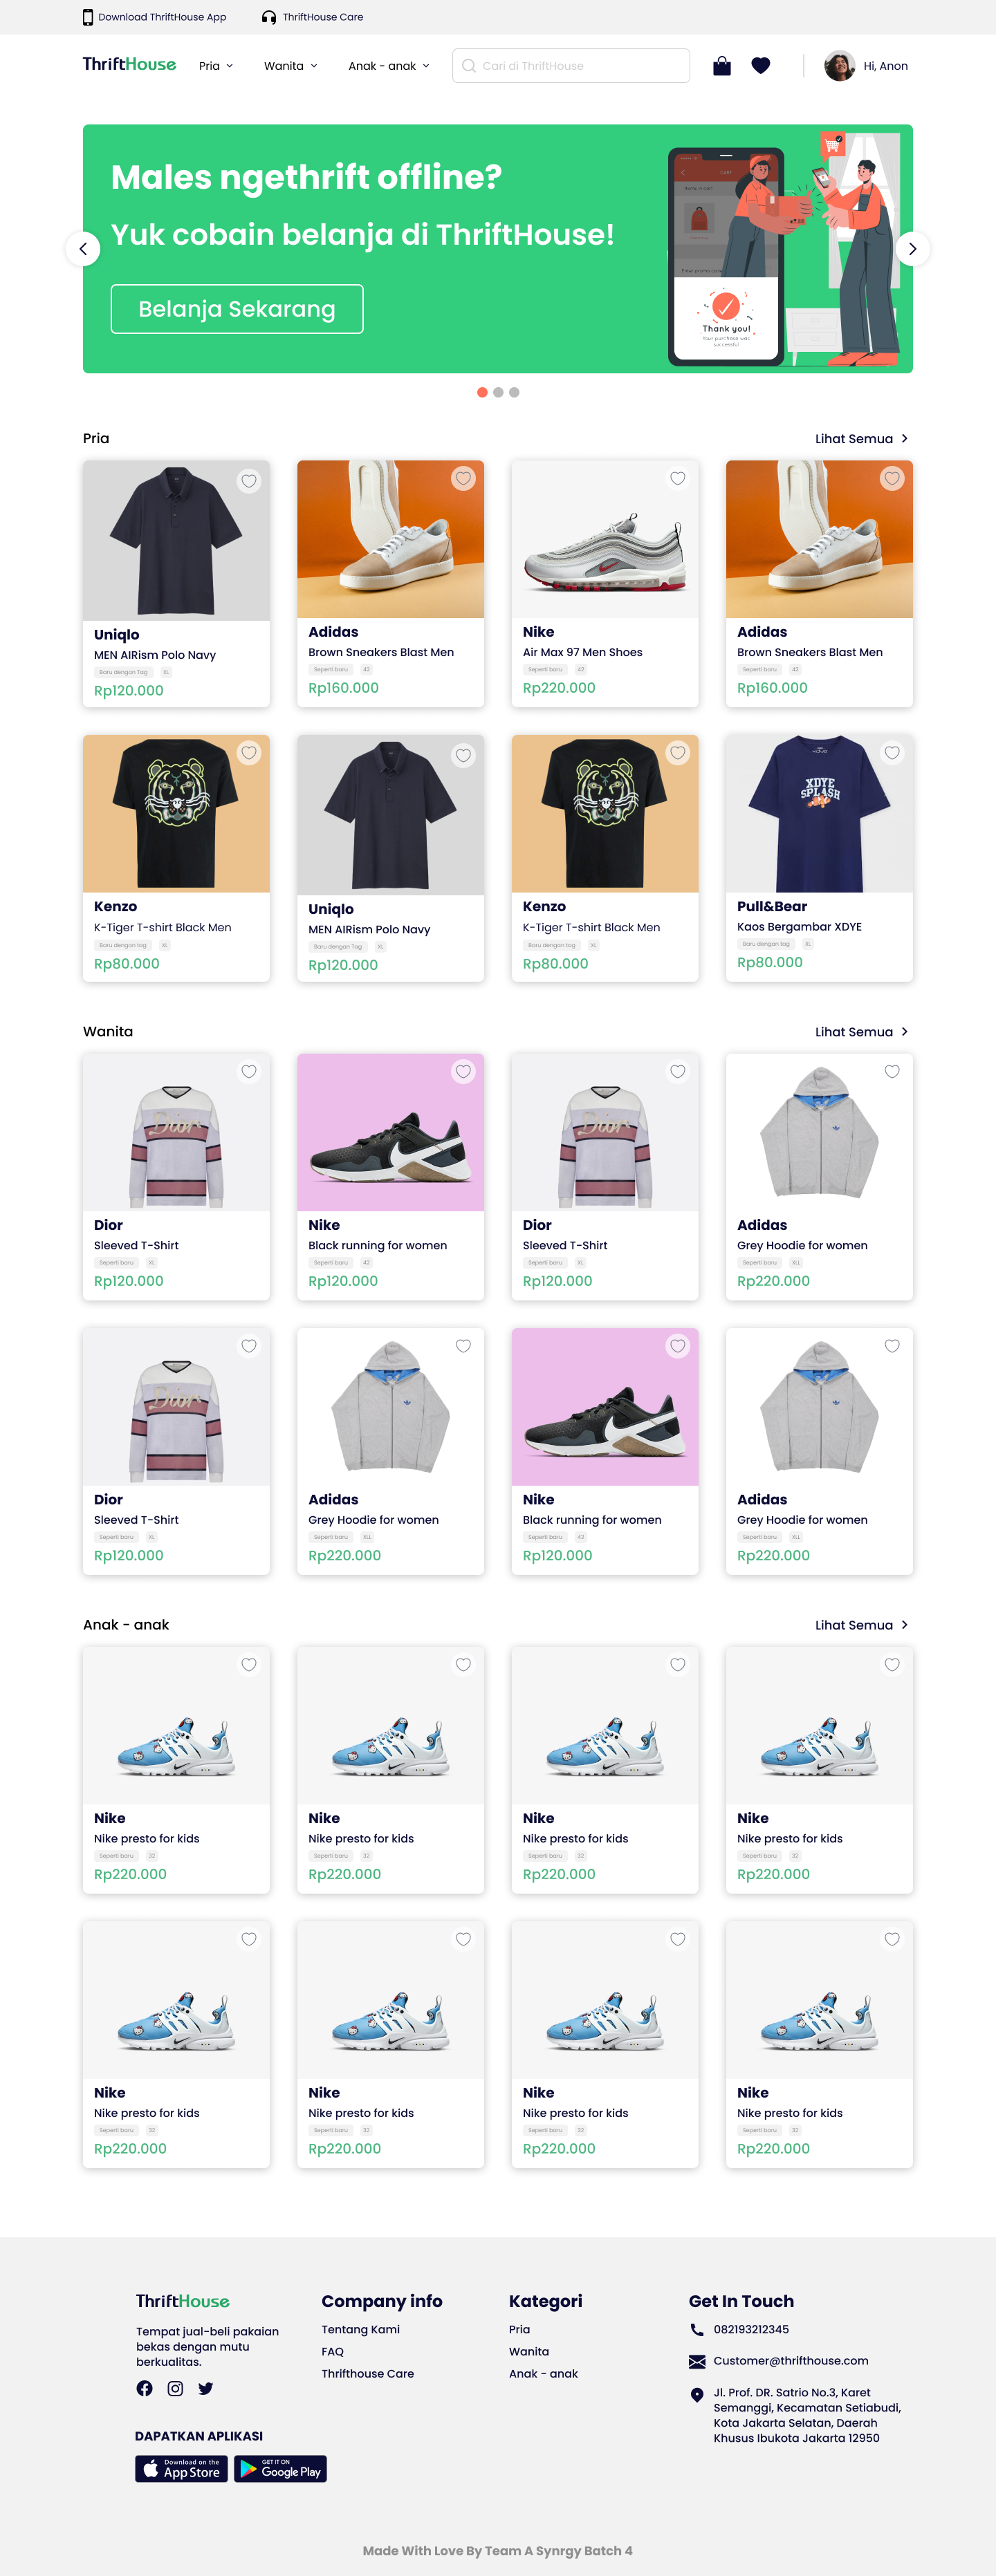 Download ThriftHouse App
ThriftHouse Care
ThriftHouse
Pria
Wanita
Anak - anak
Cari di ThriftHouse
Hi, Anon
Males ngethrift offline?
Yuk cobain belanja di ThriftHouse!
Belanja Sekarang
CART
Items in cart
Thank you!
Your purchase was
successful
Pria
Lihat Semua
Uniqlo
MEN AIRism Polo Navy
Baru dengan Tag XL
Rp120.000
Adidas
Brown Sneakers Blast Men
Seperti baru 42
Rp160.000
Nike
Air Max 97 Men Shoes
Seperti baru 42
Rp220.000
Adidas
Brown Sneakers Blast Men
Seperti baru 42
Rp160.000
Kenzo
K-Tiger T-shirt Black Men
Baru dengan tag XL
Rp80.000
Uniqlo
MEN AIRism Polo Navy
Baru dengan Tag XL
Rp120.000
Kenzo
K-Tiger T-shirt Black Men
Baru dengan tag XL
Rp80.000
XDYE
SPLASH
Pull&Bear
Kaos Bergambar XDYE
Baru dengan tag XL
Rp80.000
Wanita
Lihat Semua
Dior
Dior
Sleeved T-Shirt
Seperti baru XL
Rp120.000
Nike
Black running for women
Seperti baru 42
Rp120.000
Dior
Dior
Sleeved T-Shirt
Seperti baru XL
Rp120.000
Adidas
Grey Hoodie for women
Seperti baru XLL
Rp220.000
Dior
Dior
Sleeved T-Shirt
Seperti baru XL
Rp120.000
Adidas
Grey Hoodie for women
Seperti baru XLL
Rp220.000
Nike
Black running for women
Seperti baru 42
Rp120.000
Adidas
Grey Hoodie for women
Seperti baru XLL
Rp220.000
Anak - anak
Lihat Semua
Nike
Nike presto for kids
Seperti baru 32
Rp220.000
Nike
Nike presto for kids
Seperti baru 32
Rp220.000
Nike
Nike presto for kids
Seperti baru 32
Rp220.000
Nike
Nike presto for kids
Seperti baru 32
Rp220.000
Nike
Nike presto for kids
Seperti baru 32
Rp220.000
Nike
Nike presto for kids
Seperti baru 32
Rp220.000
Nike
Nike presto for kids
Seperti baru 32
Rp220.000
Nike
Nike presto for kids
Seperti baru 32
Rp220.000
ThriftHouse
Tempat jual-beli pakaian
bekas dengan mutu
berkualitas.
DAPATKAN APLIKASI
Download on the
App Store
GET IT ON
Google Play
Company info
Tentang Kami
FAQ
Thrifthouse Care
Kategori
Pria
Wanita
Anak - anak
Get In Touch
082193212345
Customer@thrifthouse.com
Jl. Prof. DR. Satrio No.3, Karet
Semanggi, Kecamatan Setiabudi,
Kota Jakarta Selatan, Daerah
Khusus Ibukota Jakarta 12950
Made With Love By Team A Synrgy Batch 4